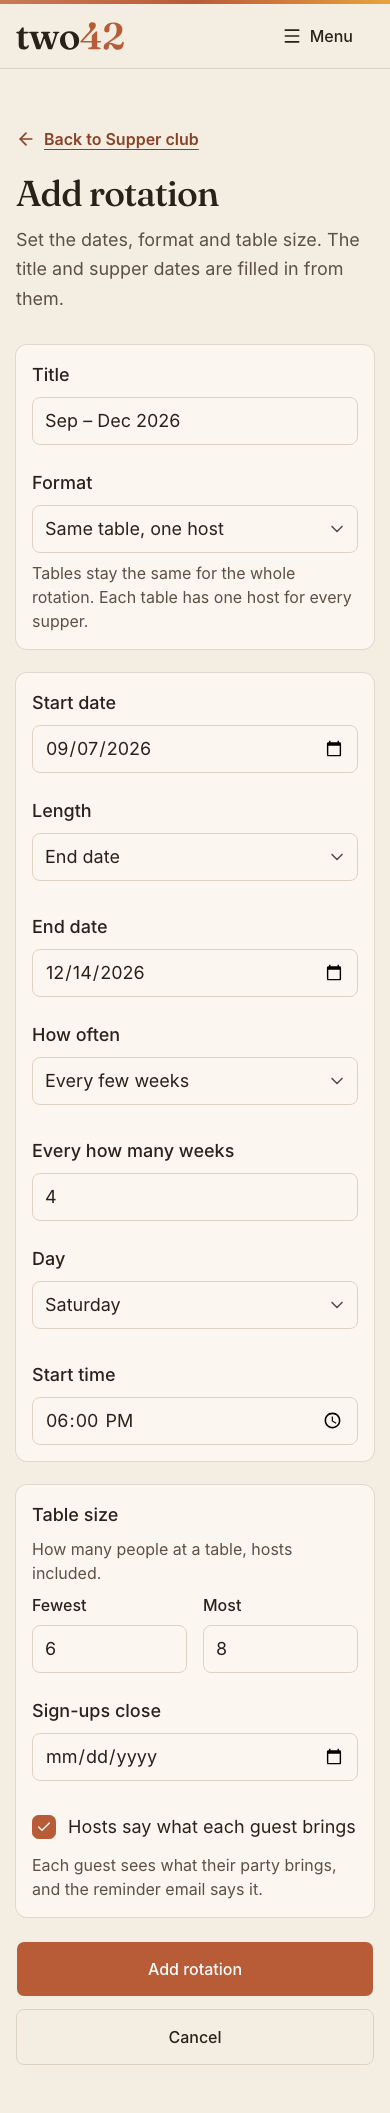 two42
Menu
Back to Supper club
Add rotation
Set the dates, format and table size. The
title and supper dates are filled in from
them.
Title
Sep – Dec 2026
Format
Same table, one host
Tables stay the same for the whole
rotation. Each table has one host for every
supper.
Start date
09/07/2026
Length
End date
End date
12/14/2026
How often
Every few weeks
Every how many weeks
4
Day
Saturday
Start time
06:00 PM
Table size
How many people at a table, hosts
included.
Fewest Most
6 8
Sign-ups close
mm/dd/yyyy
Hosts say what each guest brings
Each guest sees what their party brings,
and the reminder email says it.
Add rotation
Cancel